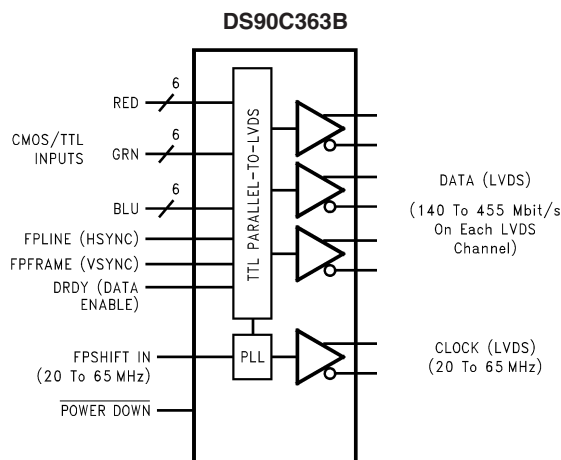 DS90C363B
6
RED
CMOS/TTL
INPUTS
6
GRN
6
BLU
FPLINE (HSYNC)
FPFRAME (VSYNC)
DRDY (DATA
ENABLE)
FPSHIFT IN
(20 To 65 MHz)
POWER DOWN
TTL PARALLEL-TO-LVDS
PLL
DATA (LVDS)
(140 To 455 Mbit/s
On Each LVDS
Channel)
CLOCK (LVDS)
(20 To 65 MHz)